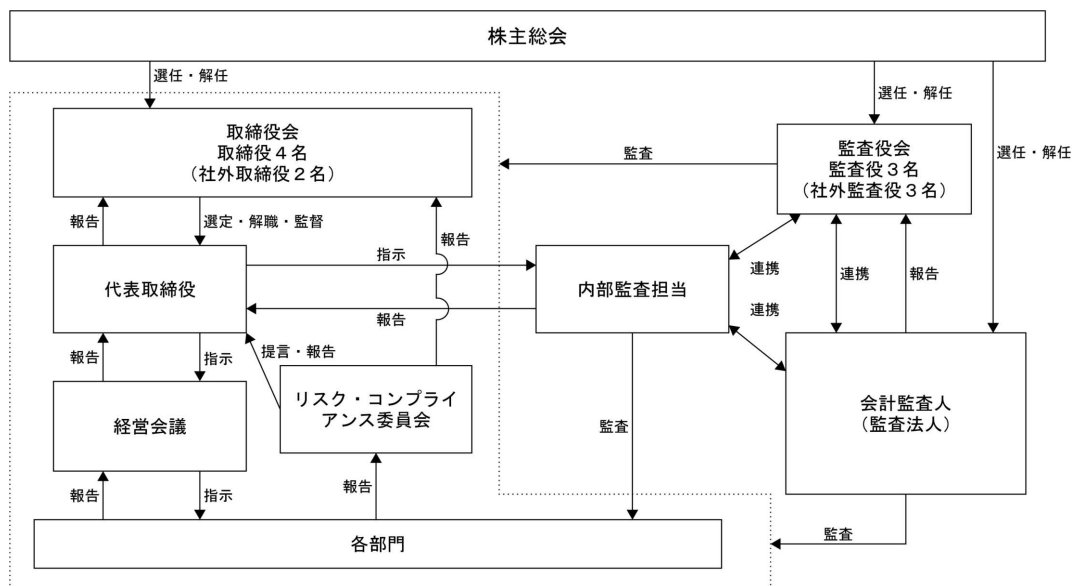 株主総会
選任・解任
選任・解任
選任・解任
取締役会
取締役４名
（社外取締役２名）
監査
監査役会
監査役３名
（社外監査役３名）
報告
選定・解職・監督
報告
代表取締役
指示
報告
内部監査担当
連携
連携
連携
報告
報告
指示
提言・報告
経営会議
リスク・コンプライ
アンス委員会
監査
会計監査人
（監査法人）
報告
指示
報告
各部門
監査